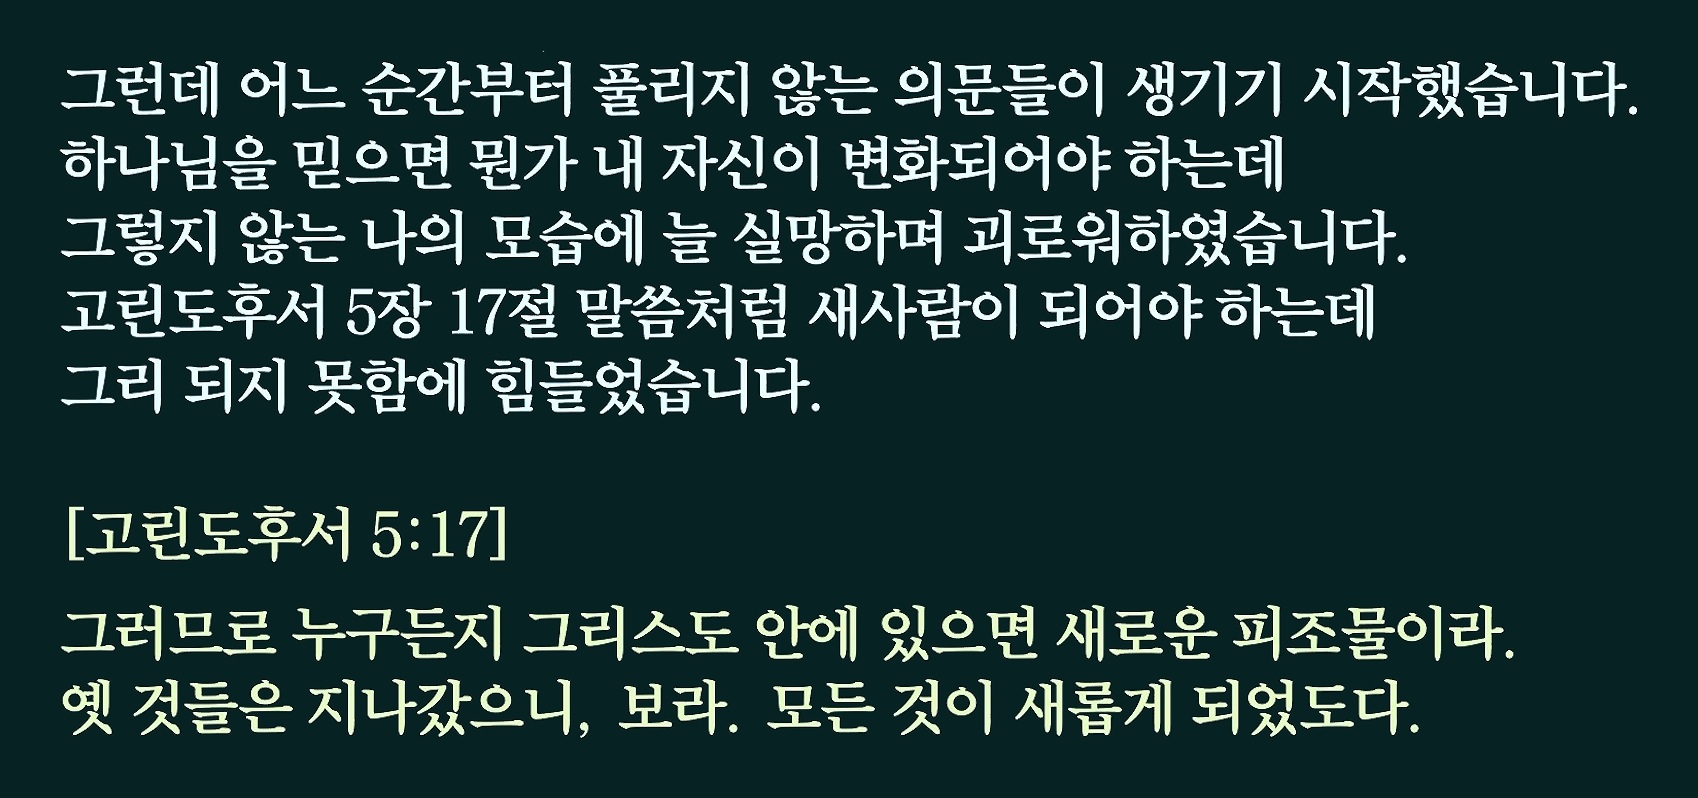 그런데 어느 순간부터 풀리지 않는 의문들이 생기기 시작했습니다.
하나님을 믿으면 뭔가 내 자신이 변화되어야 하는데
그렇지 않는 나의 모습에 늘 실망하며 괴로워하였습니다.
고린도후서 5장 17절 말씀처럼 새사람이 되어야 하는데
그리 되지 못함에 힘들었습니다.
[고린도후서 5:17]
그러므로 누구든지 그리스도 안에 있으면 새로운 피조물이라.
옛 것들은 지나갔으니, 보라. 모든 것이 새롭게 되었도다.